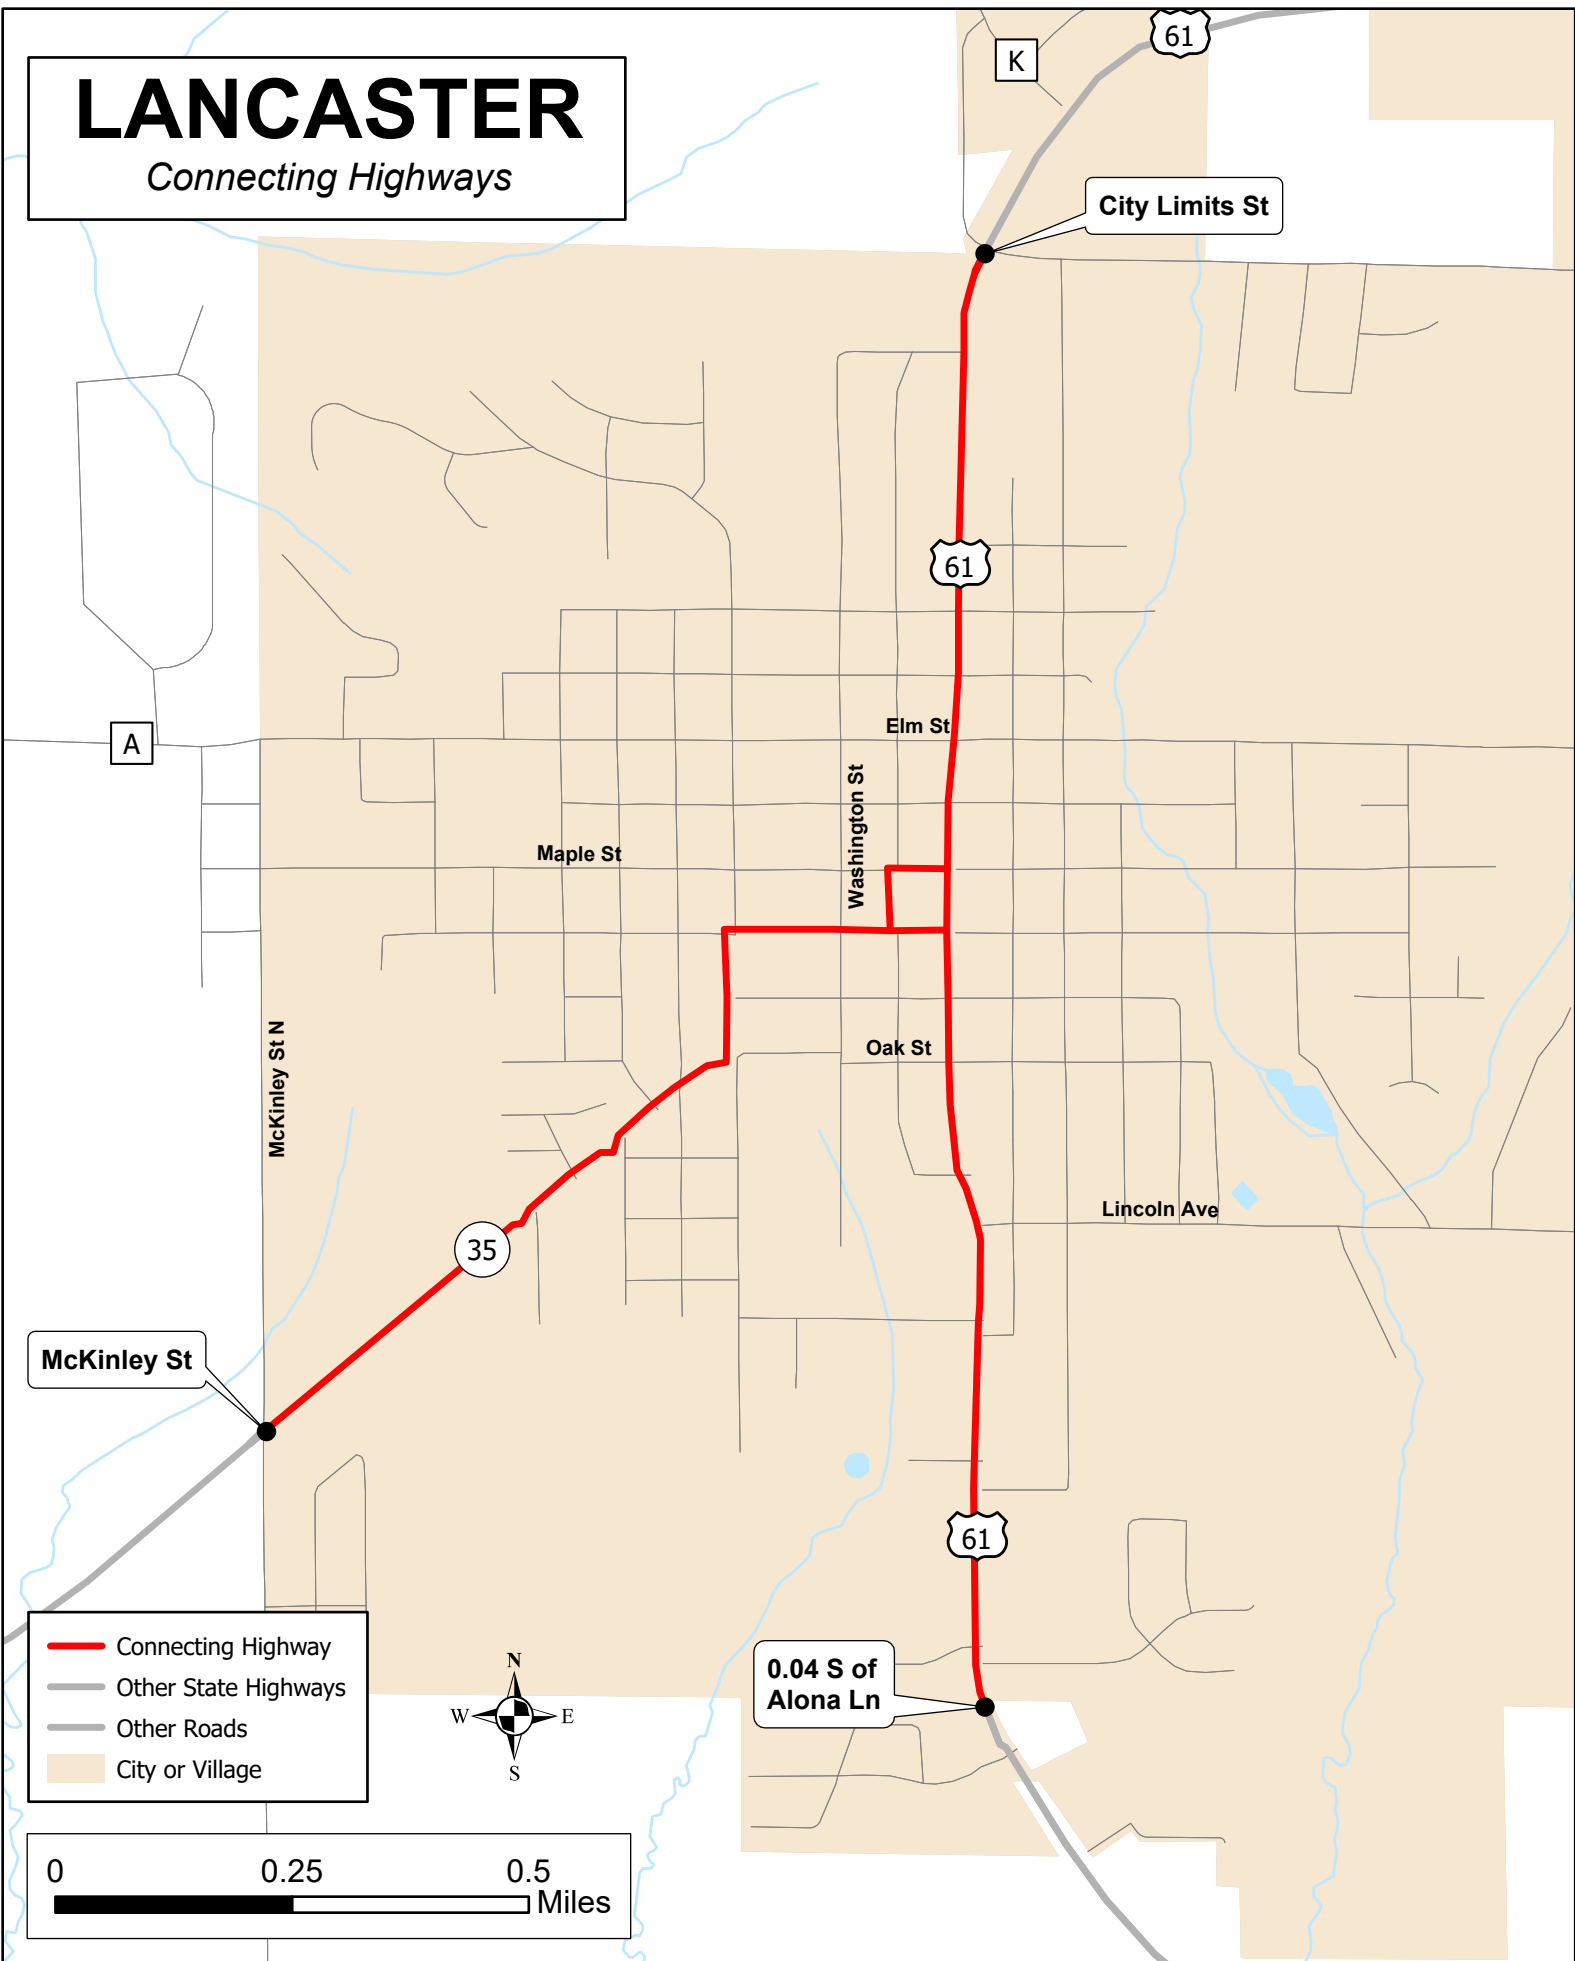 LANCASTER
Connecting Highways
61
K
City Limits St
61
Elm St
A
Washington St
Maple St
McKinley St N
Oak St
Lincoln Ave
35
McKinley St
61
0.04 S of
Alona Ln
Connecting Highway
Other State Highways
Other Roads
City or Village
N
W
E
S
0 0.25 0.5
Miles